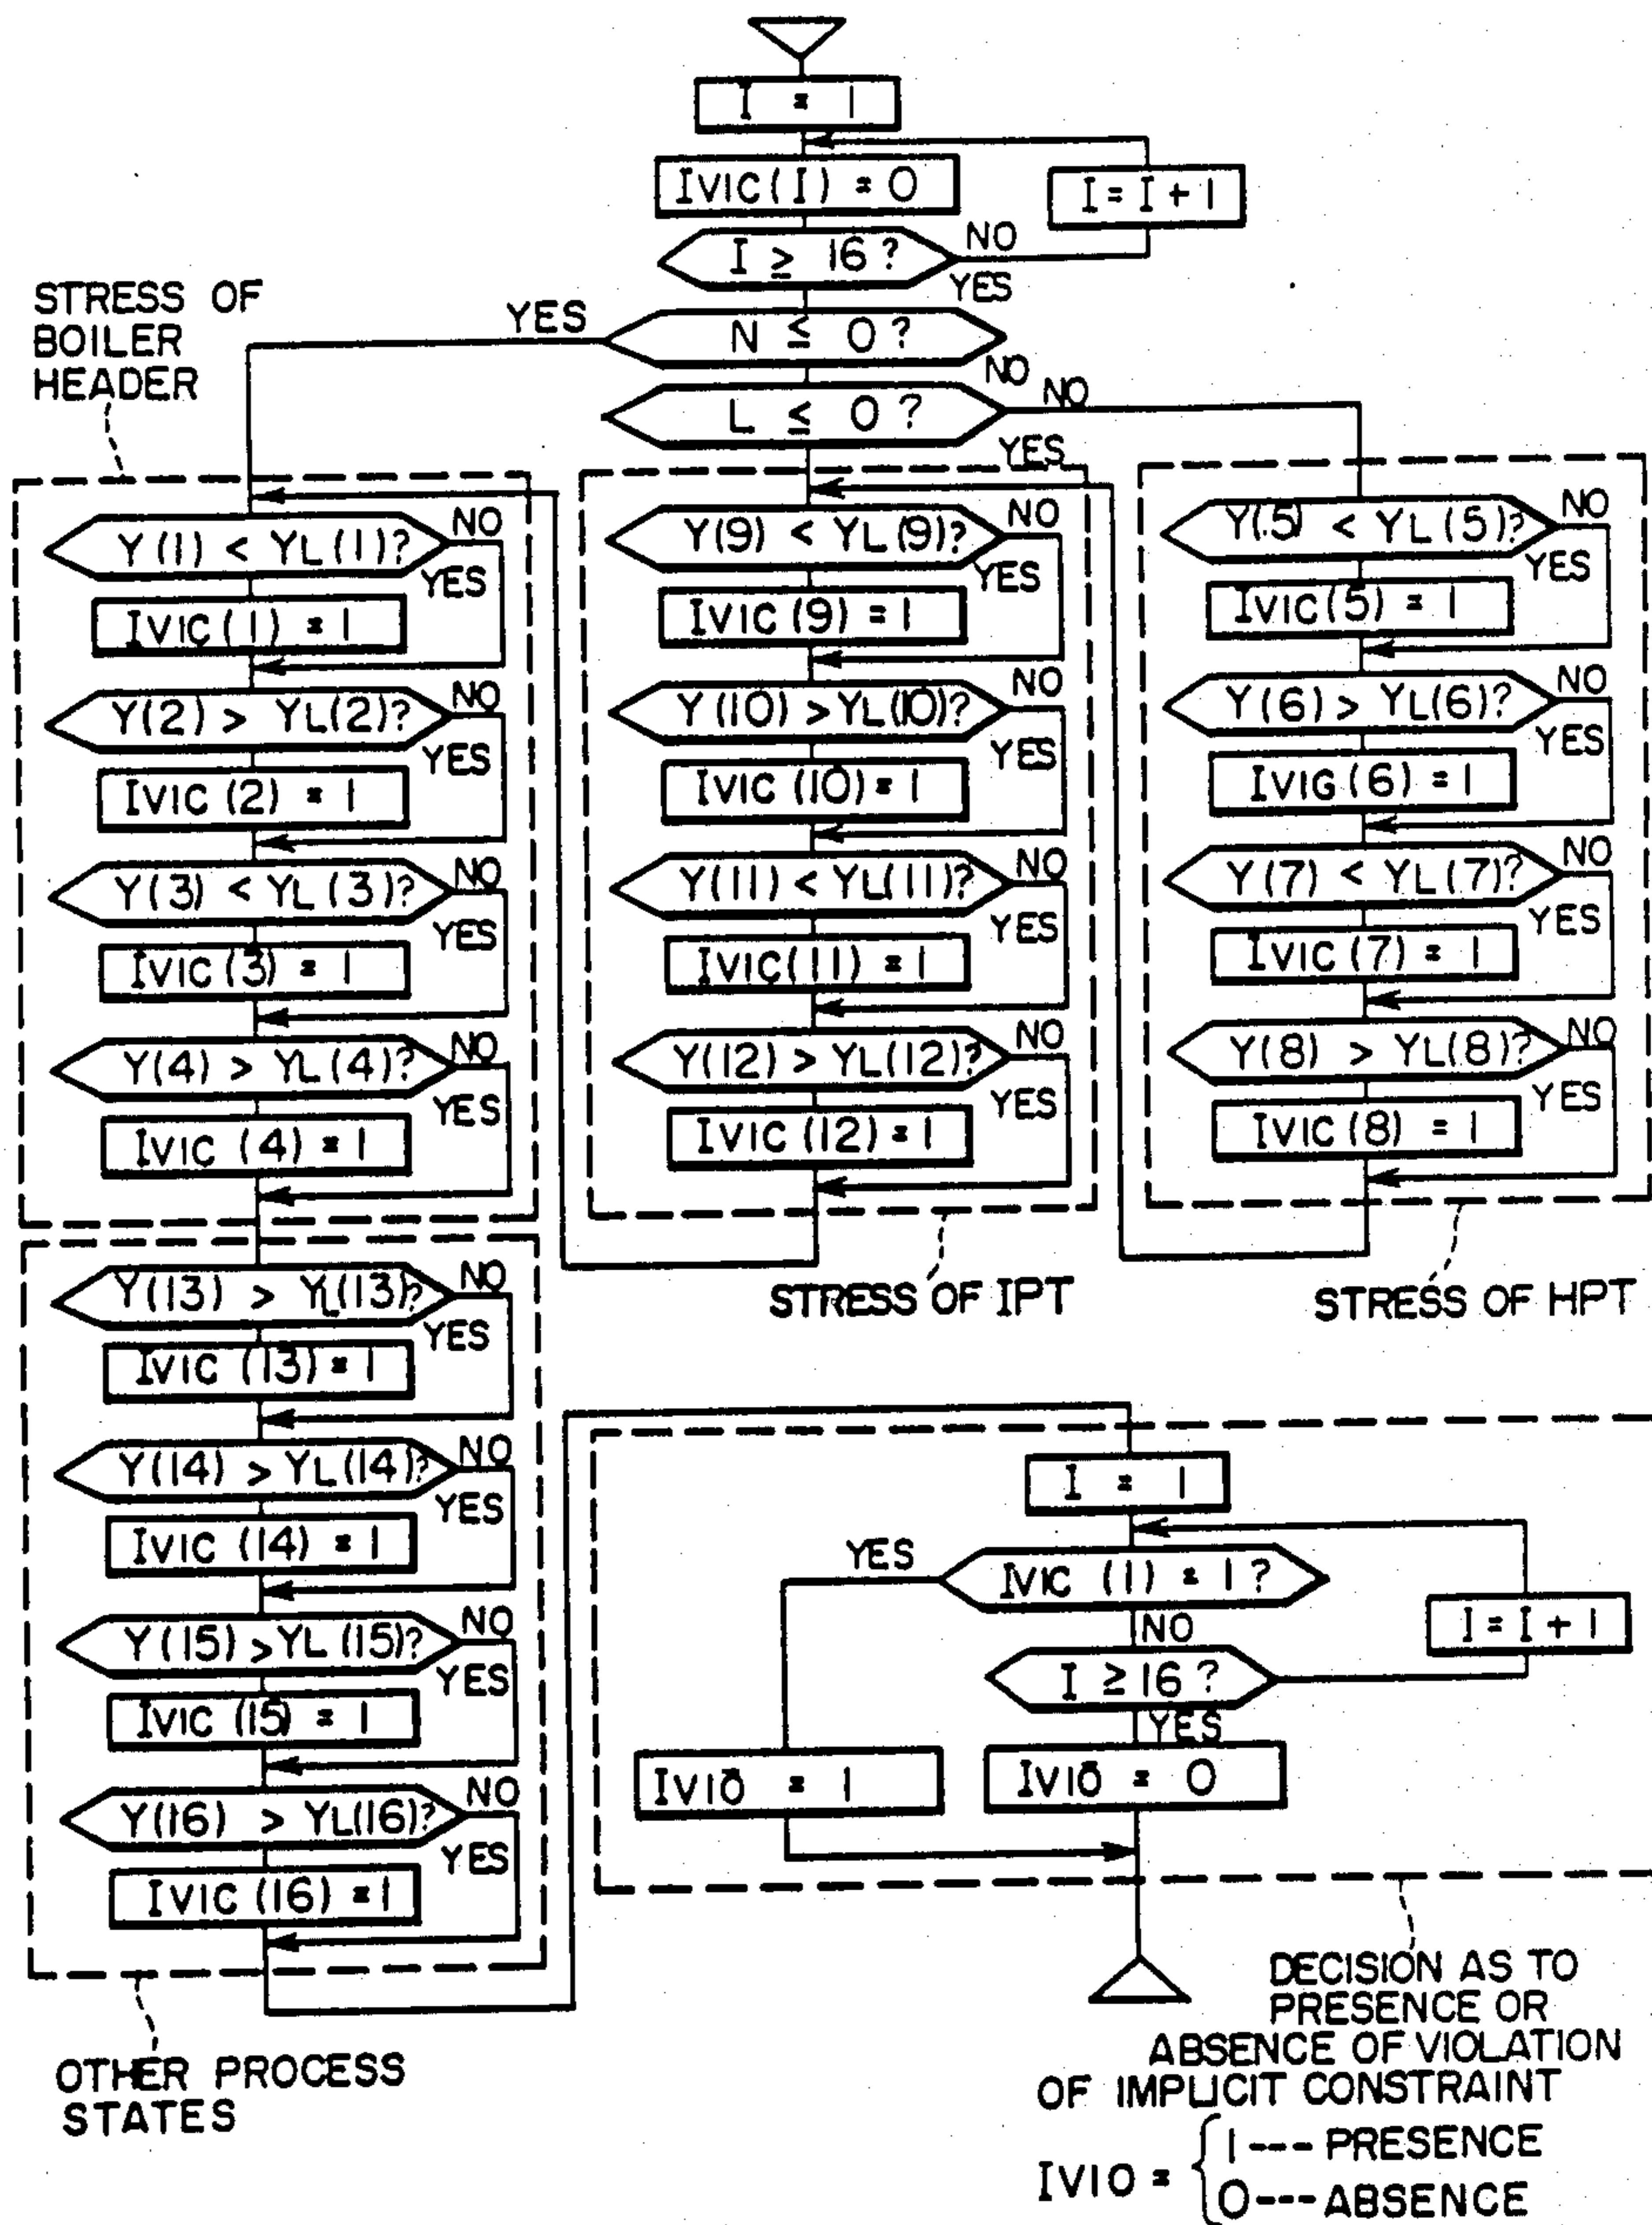 I = 1
IVIC(I) = 0
I = I + 1
I ≥ 16 ?
NO
YES
N ≤ 0 ?
YES
NO
L ≤ 0 ?
NO
YES
STRESS OF
BOILER
HEADER
Y(1) < YL(1)?
NO
YES
IVIC(1) = 1
Y(2) > YL(2)?
NO
YES
IVIC(2) = 1
Y(3) < YL(3)?
NO
YES
IVIC(3) = 1
Y(4) > YL(4)?
NO
YES
IVIC(4) = 1
Y(9) < YL(9)?
NO
YES
IVIC(9) = 1
Y(10) > YL(10)?
NO
YES
IVIC(10) = 1
Y(11) < YL(11)?
NO
YES
IVIC(11) = 1
Y(12) > YL(12)?
NO
YES
IVIC(12) = 1
STRESS OF IPT
Y(5) < YL(5)?
NO
YES
IVIC(5) = 1
Y(6) > YL(6)?
NO
YES
IVIG(6) = 1
Y(7) < YL(7)?
NO
YES
IVIC(7) = 1
Y(8) > YL(8)?
NO
YES
IVIC(8) = 1
STRESS OF HPT
Y(13) > YL(13)?
NO
YES
IVIC(13) = 1
Y(14) > YL(14)?
NO
YES
IVIC(14) = 1
Y(15) > YL(15)?
NO
YES
IVIC(15) = 1
Y(16) > YL(16)?
NO
YES
IVIC(16) = 1
OTHER PROCESS
STATES
I = 1
IVIC(1) = 1 ?
YES
NO
I = I + 1
I ≥ 16 ?
YES
IVIŌ = 1
IVIŌ = 0
DECISION AS TO
PRESENCE OR
ABSENCE OF VIOLATION
OF IMPLICIT CONSTRAINT
IVIO = { 1 --- PRESENCE
0 --- ABSENCE